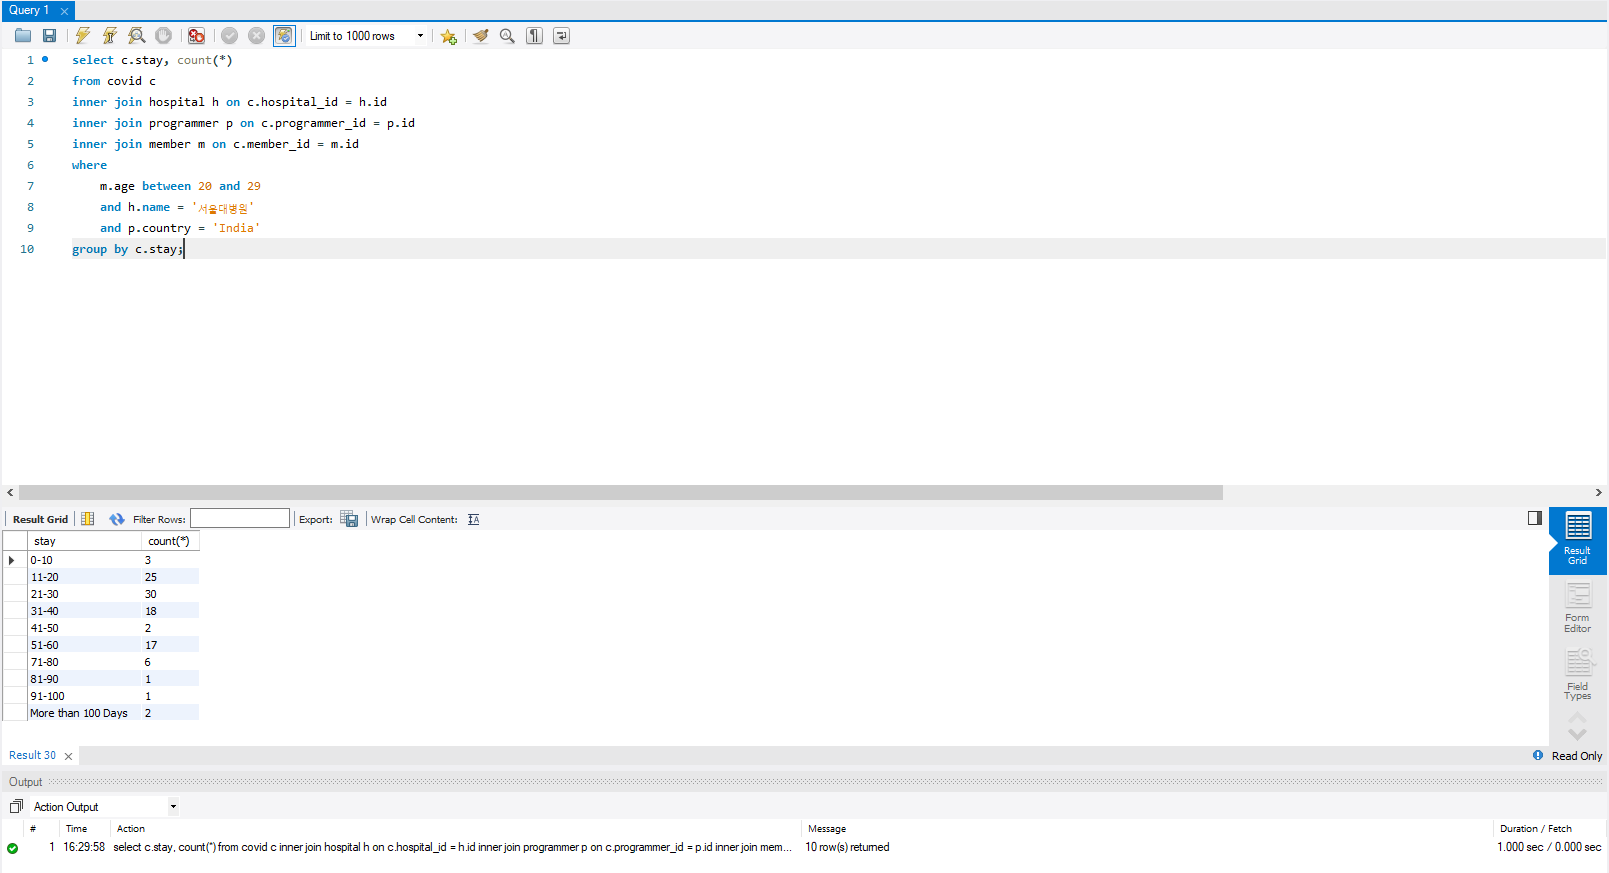 Query 1
Limit to 1000 rows
1 select c.stay, count(*)
2 from covid c
3 inner join hospital h on c.hospital_id = h.id
4 inner join programmer p on c.programmer_id = p.id
5 inner join member m on c.member_id = m.id
6 where
7 m.age between 20 and 29
8 and h.name = '서울대병원'
9 and p.country = 'India'
10 group by c.stay;
Result Grid Filter Rows: Export: Wrap Cell Content:
stay count(*)
0-10 3
11-20 25
21-30 30
31-40 18
41-50 2
51-60 17
71-80 6
81-90 1
91-100 1
More than 100 Days 2
Result
Grid
Form
Editor
Field
Types
Result 30 Read Only
Output
Action Output
# Time Action Message Duration / Fetch
1 16:29:58 select c.stay, count(*) from covid c inner join hospital h on c.hospital_id = h.id inner join programmer p on c.programmer_id = p.id inner join mem... 10 row(s) returned 1.000 sec / 0.000 sec